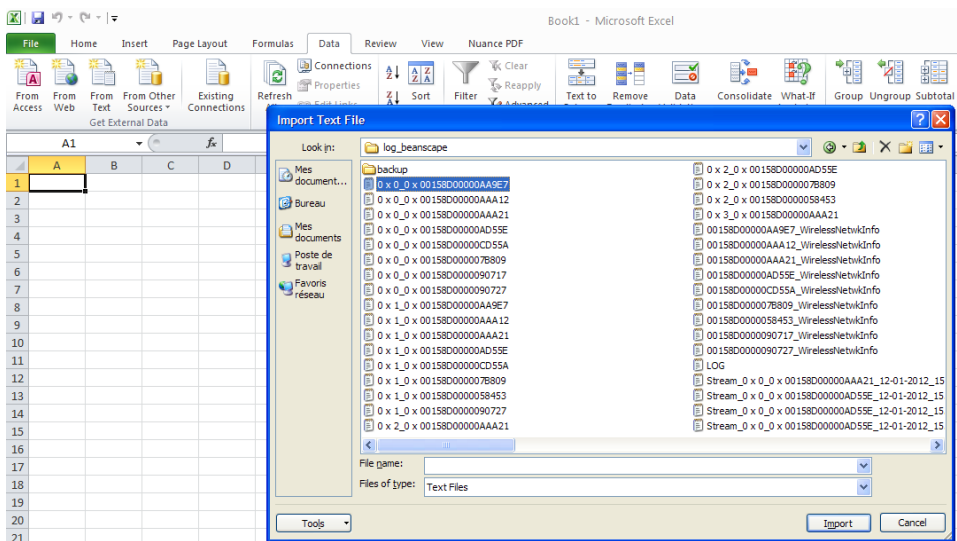 Book1 - Microsoft Excel
File Home Insert Page Layout Formulas Data Review View Nuance PDF
From Access
From Web
From Text
From Other Sources
Existing Connections
Get External Data
Refresh
Connections
Properties
Edit Links
Sort
Filter
Clear
Reapply
Advanced
Text to
Remove
Data
Consolidate
What-If
Group Ungroup Subtotal
A1
fx
A B C D
1
2
3
4
5
6
7
8
9
10
11
12
13
14
15
16
17
18
19
20
21
Import Text File
Look in: log_beanscape
Mes document...
Bureau
Mes documents
Poste de travail
Favoris réseau
backup
0 x 0_0 x 00158D00000AA9E7
0 x 0_0 x 00158D00000AAA12
0 x 0_0 x 00158D00000AAA21
0 x 0_0 x 00158D00000AD55E
0 x 0_0 x 00158D00000CD55A
0 x 0_0 x 00158D000007B809
0 x 0_0 x 00158D0000090717
0 x 0_0 x 00158D0000090727
0 x 1_0 x 00158D00000AA9E7
0 x 1_0 x 00158D00000AAA12
0 x 1_0 x 00158D00000AAA21
0 x 1_0 x 00158D00000AD55E
0 x 1_0 x 00158D00000CD55A
0 x 1_0 x 00158D000007B809
0 x 1_0 x 00158D0000058453
0 x 1_0 x 00158D0000090727
0 x 2_0 x 00158D00000AAA21
0 x 2_0 x 00158D00000AD55E
0 x 2_0 x 00158D000007B809
0 x 2_0 x 00158D0000058453
0 x 3_0 x 00158D00000AAA21
00158D00000AA9E7_WirelessNetwkInfo
00158D00000AAA12_WirelessNetwkInfo
00158D00000AAA21_WirelessNetwkInfo
00158D00000AD55E_WirelessNetwkInfo
00158D00000CD55A_WirelessNetwkInfo
00158D000007B809_WirelessNetwkInfo
00158D0000058453_WirelessNetwkInfo
00158D0000090717_WirelessNetwkInfo
00158D0000090727_WirelessNetwkInfo
LOG
Stream_0 x 0_0 x 00158D00000AAA21_12-01-2012_15
Stream_0 x 0_0 x 00158D00000AD55E_12-01-2012_15
Stream_0 x 0_0 x 00158D00000AD55E_12-01-2012_15
Stream_0 x 0_0 x 00158D00000AD55E_12-01-2012_15
File name:
Files of type: Text Files
Tools
Import
Cancel